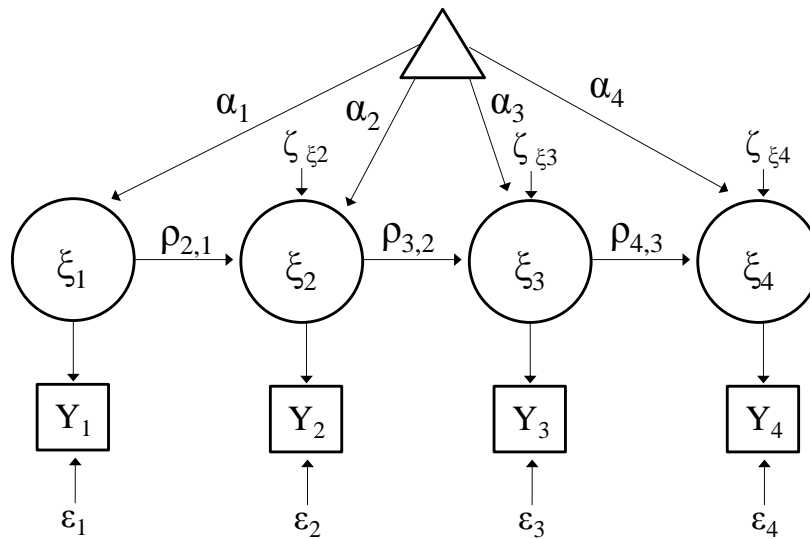 α₁ α₂ α₃ α₄
ζ ξ2 ζ ξ3 ζ ξ4
ξ₁ ρ₂,₁ ξ₂ ρ₃,₂ ξ₃ ρ₄,₃ ξ₄
Y₁ Y₂ Y₃ Y₄
ε₁ ε₂ ε₃ ε₄